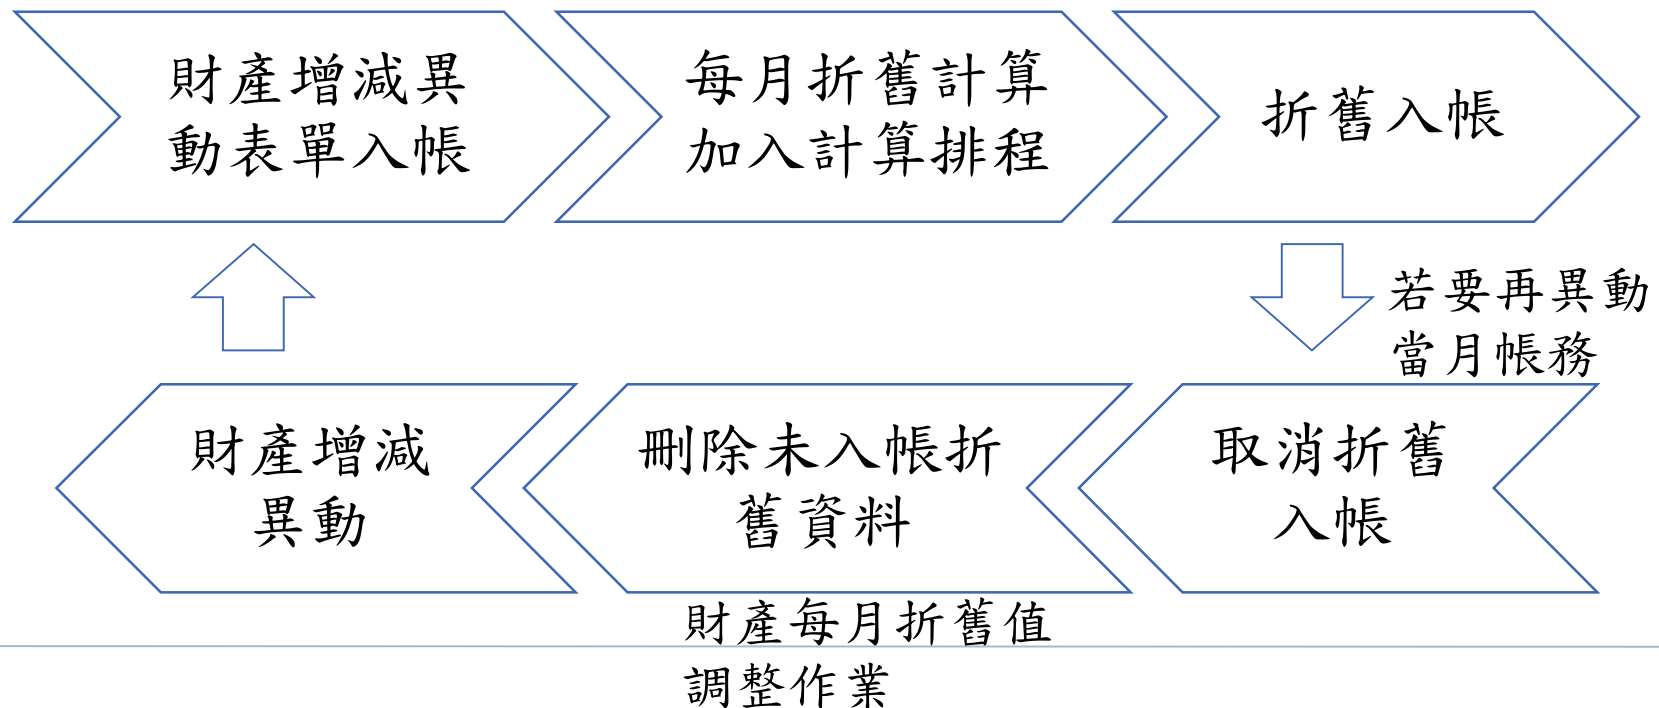 財產增減異
動表單入帳
每月折舊計算
加入計算排程
折舊入帳
若要再異動
當月帳務
取消折舊
入帳
刪除未入帳折
舊資料
財產每月折舊值
調整作業
財產增減
異動